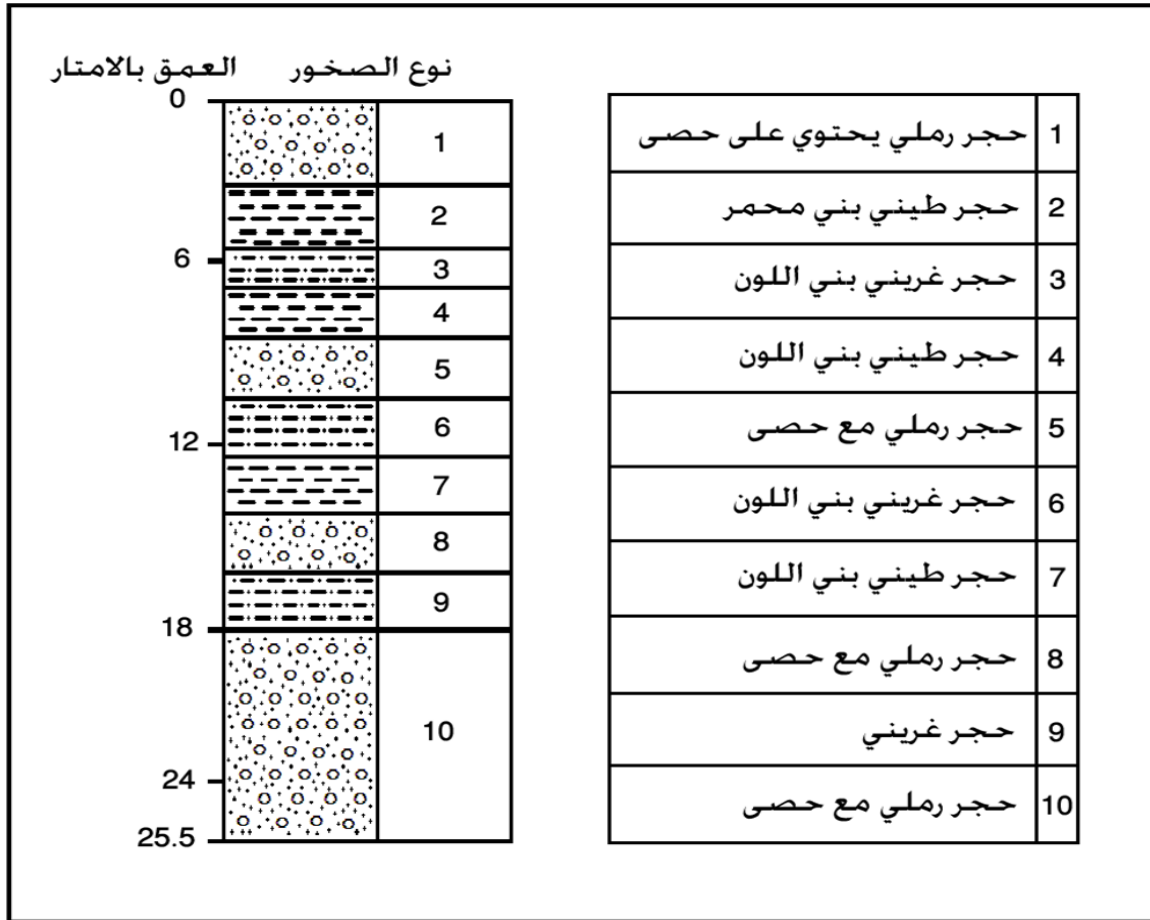 نوع الصخور
العمق بالامتار
0
6
12
18
24
25.5
1
2
3
4
5
6
7
8
9
10
1 حجر رملي يحتوي على حصى
2 حجر طيني بني محمر
3 حجر غريني بني اللون
4 حجر طيني بني اللون
5 حجر رملي مع حصى
6 حجر غريني بني اللون
7 حجر طيني بني اللون
8 حجر رملي مع حصى
9 حجر غريني
10 حجر رملي مع حصى